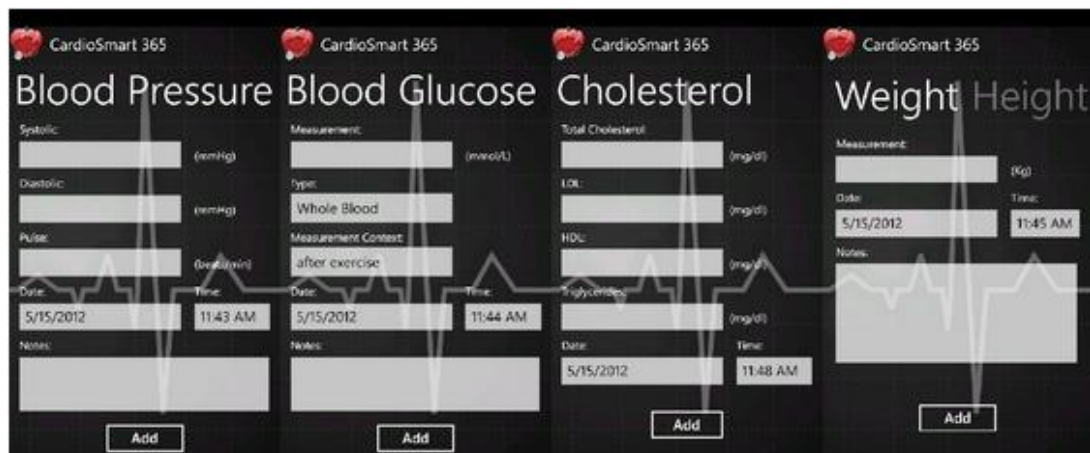 CardioSmart 365
Blood Pressure
Systolic:
(mmHg)
Diastolic:
(mmHg)
Pulse:
(beats/min)
Date:
Time:
5/15/2012
11:43 AM
Notes:
Add
CardioSmart 365
Blood Glucose
Measurement:
(mmol/L)
Type:
Whole Blood
Measurement Context:
after exercise
Date:
Time:
5/15/2012
11:44 AM
Notes:
Add
CardioSmart 365
Cholesterol
Total Cholesterol:
(mg/dl)
LDL:
(mg/dl)
HDL:
(mg/dl)
Triglycerides:
(mg/dl)
Date:
Time:
5/15/2012
11:48 AM
Add
CardioSmart 365
Weight Height
Measurement:
(Kg)
Date:
Time:
5/15/2012
11:45 AM
Notes:
Add